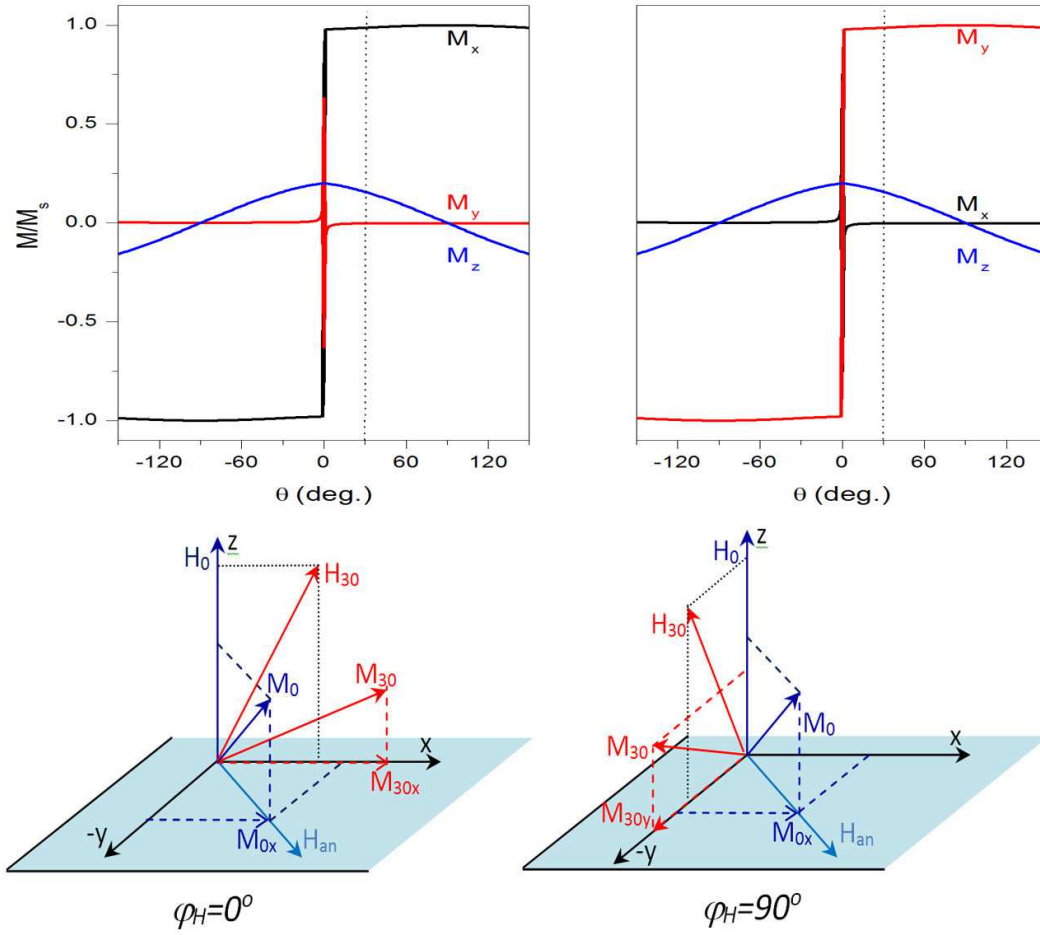 1.0
0.5
0.0
-0.5
-1.0
M/Ms
Mx
My
Mz
-120 -60 0 60 120
θ (deg.)
My
Mx
Mz
-120 -60 0 60 120
θ (deg.)
H0
z
H30
M0
M30
x
M30x
M0x
Han
-y
φH=0º
H0
z
H30
M0
M30
x
M30y
M0x
Han
-y
φH=90º